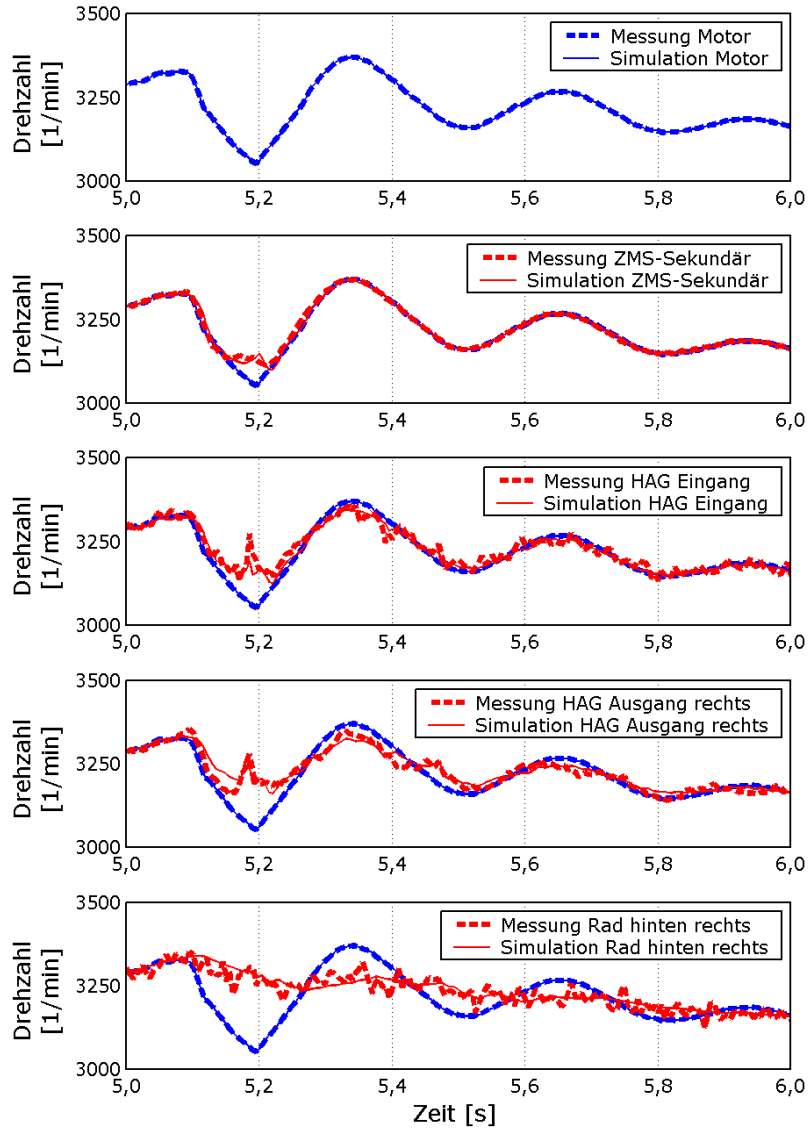 3500
Messung Motor
Simulation Motor
Drehzahl
[1/min]
3250
3000
5,0 5,2 5,4 5,6 5,8 6,0
3500
Messung ZMS-Sekundär
Simulation ZMS-Sekundär
Drehzahl
[1/min]
3250
3000
5,0 5,2 5,4 5,6 5,8 6,0
3500
Messung HAG Eingang
Simulation HAG Eingang
Drehzahl
[1/min]
3250
3000
5,0 5,2 5,4 5,6 5,8 6,0
3500
Messung HAG Ausgang rechts
Simulation HAG Ausgang rechts
Drehzahl
[1/min]
3250
3000
5,0 5,2 5,4 5,6 5,8 6,0
3500
Messung Rad hinten rechts
Simulation Rad hinten rechts
Drehzahl
[1/min]
3250
3000
5,0 5,2 5,4 5,6 5,8 6,0
Zeit [s]